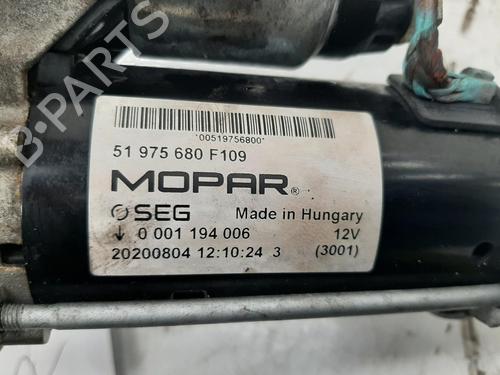 B-PARTS
*00519756800*
51 975 680 F109
MOPAR®
SEG Made in Hungary
↓ 0 001 194 006 12V
20200804 12:10:24 3 (3001)